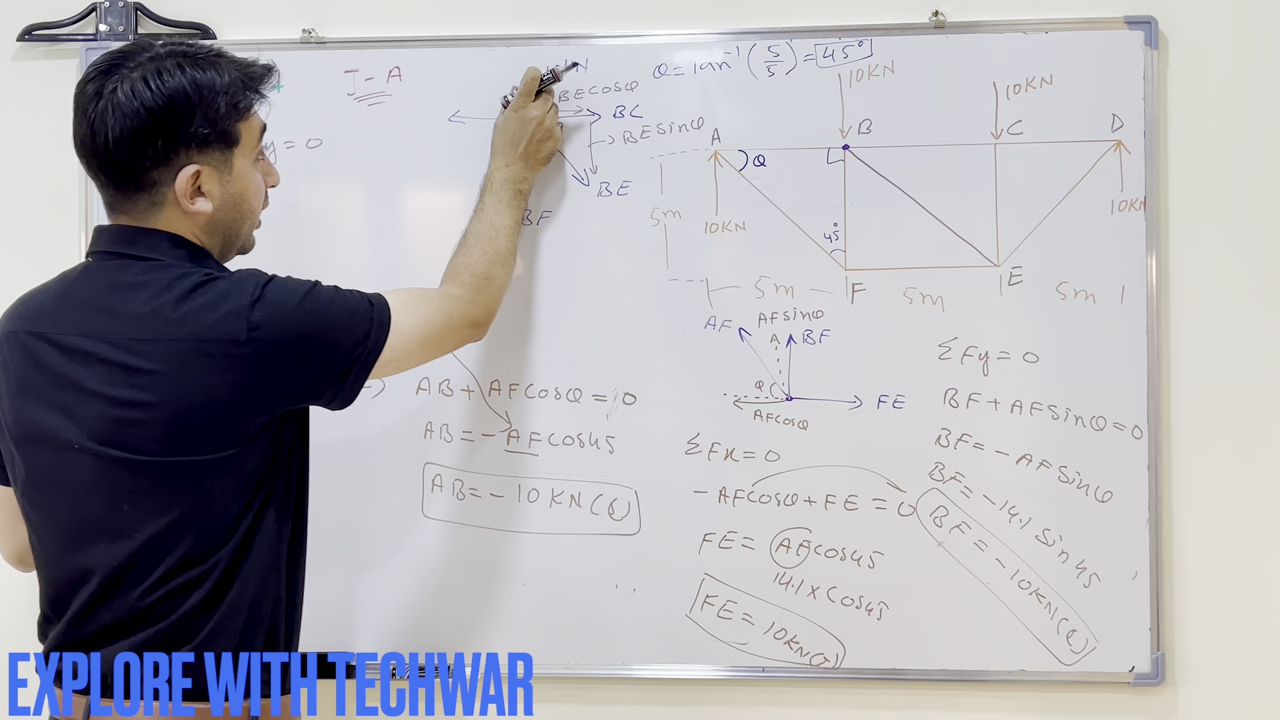 J-A
θ = tan⁻¹ (5/5) = 45°
y = 0
N
BE cosθ
BC
BE sinθ
BE
BF
10KN
10KN
A
B
C
D
θ
5m
10KN
45°
10KN
F
E
5m
5m
5m
AF
AF sinθ
BF
θ
FE
AF cosθ
AB + AF cosθ = 0
AB = - AF cos45
AB = - 10 KN (C)
ΣFx = 0
- AF cosθ + FE = 0
FE = AF cos45
14.1 x Cos45
FE = 10KN (T)
ΣFy = 0
BF + AF Sinθ = 0
BF = - AF Sinθ
BF = - 14.1 Sin 45
BF = - 10KN (C)
EXPLORE WITH TECHWAR